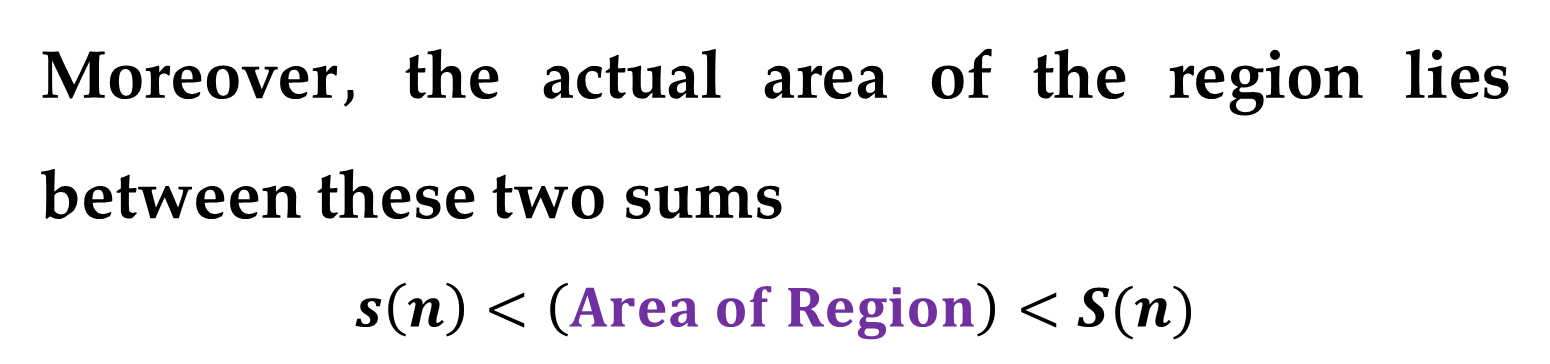 Moreover, the actual area of the region lies
between these two sums
s(n) < (Area of Region) < S(n)